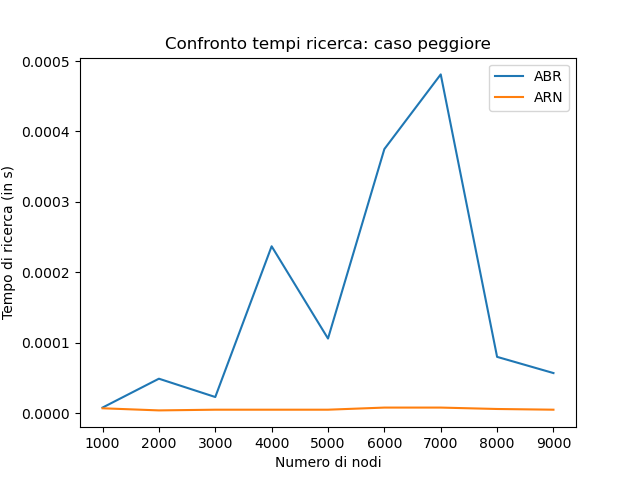 Confronto tempi ricerca: caso peggiore
ABR
ARN
0.0005
0.0004
0.0003
0.0002
0.0001
0.0000
Tempo di ricerca (in s)
1000 2000 3000 4000 5000 6000 7000 8000 9000
Numero di nodi